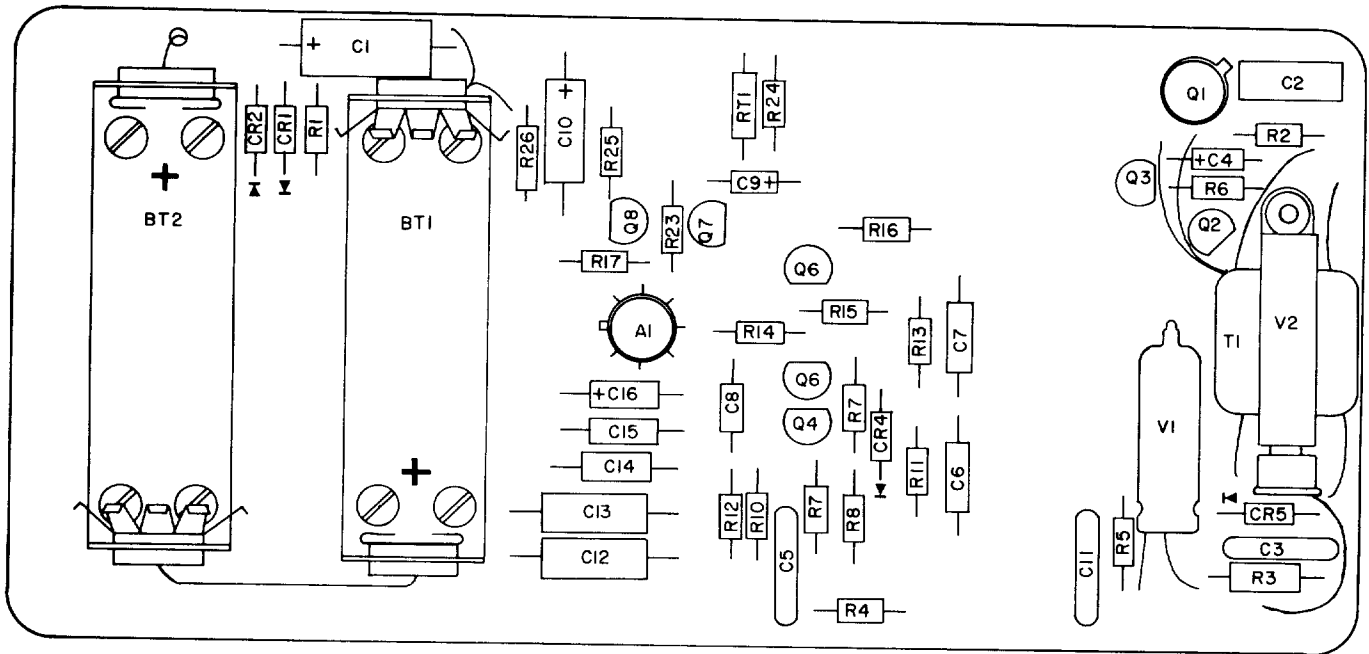 C1
+
Q1
C2
BT2
CR2
CR1
R1
BT1
R26
C10
+
R25
RT1
R24
R2
+C4
R6
Q3
C9+
Q8
R23
Q7
R16
Q2
R17
Q6
A1
R14
R15
R13
C7
T1
V2
+C16
C8
Q6
R7
CR4
C15
Q4
V1
C14
R11
C6
+
+
C13
R12
R10
R7
R8
C5
C12
R4
C11
R5
CR5
C3
R3